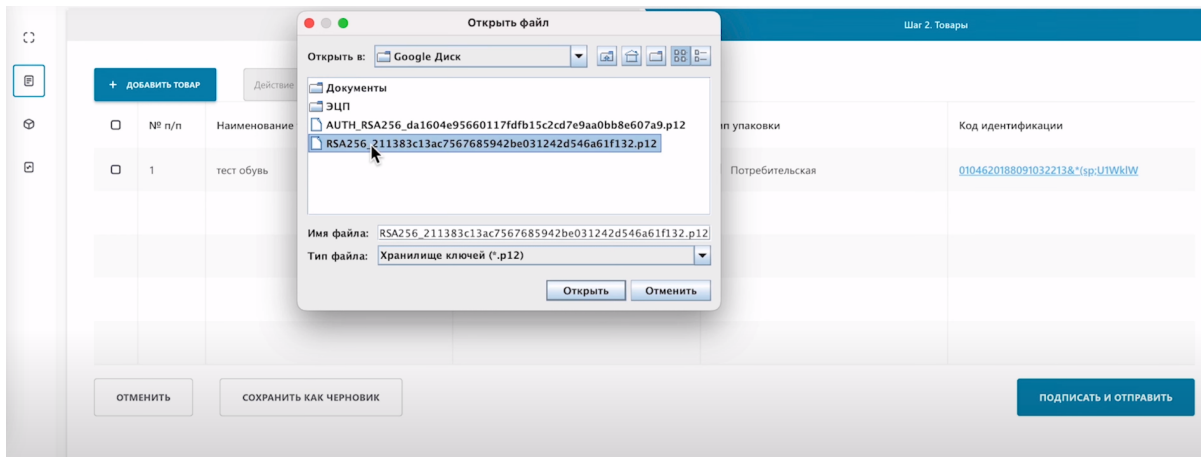 Открыть файл
Шаг 2. Товары
Открыть в: Google Диск
+ ДОБАВИТЬ ТОВАР
Действие
Документы
ЭЦП
AUTH_RSA256_da1604e95660117fdfb15c2cd7e9aa0bb8e607a9.p12
RSA256_211383c13ac7567685942be031242d546a61f132.p12
№ п/п
Наименование
упаковки
Код идентификации
1
тест обувь
Потребительская
0104620188091032213&*(sp;U1WklW
Имя файла: RSA256_211383c13ac7567685942be031242d546a61f132.p12
Тип файла: Хранилище ключей (*.p12)
Открыть
Отменить
ОТМЕНИТЬ
СОХРАНИТЬ КАК ЧЕРНОВИК
ПОДПИСАТЬ И ОТПРАВИТЬ